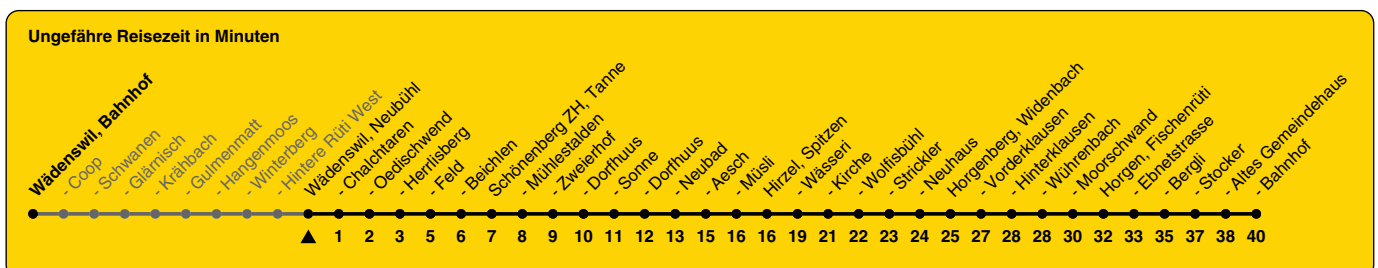 Ungefähre Reisezeit in Minuten
Wädenswil, Bahnhof
- Coop
- Schwanen
- Glärnisch
- Krähbach
- Gulmenmatt
- Hangenmoos
- Winterberg
- Hintere Rüti West
Wädenswil, Neubühl
- Chalchtaren
- Oedischwend
- Herrlisberg
- Feld
- Beichlen
Schönenberg ZH, Tanne
- Mühlestalden
- Zweierhof
- Dorfhuus
- Sonne
- Dorfhuus
- Neubad
- Aesch
- Müsli
Hirzel, Spitzen
- Wässeri
- Kirche
- Wolfisbühl
- Strickler
- Neuhaus
Horgenberg, Widenbach
- Vorderklausen
- Hinterklausen
- Wührenbach
- Moorschwand
Horgen, Fischenrüti
- Ebnetstrasse
- Bergli
- Stocker
- Altes Gemeindehaus
- Bahnhof
1 2 3 5 6 7 8 9 10 11 12 13 15 16 16 19 21 22 23 24 25 27 28 28 30 32 33 35 37 38 40